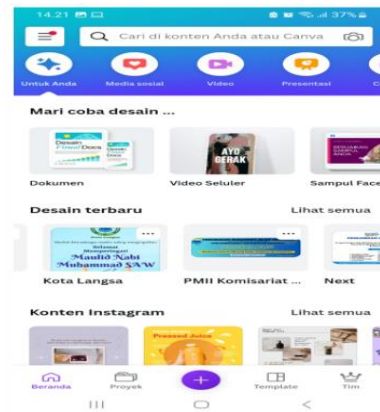 14.21
37%
Cari di konten Anda atau Canva
Untuk Anda
Media sosial
Video
Presentasi
Mari coba desain ...
Desain
Docs
AYO
GERAK
Dokumen
Video Seluler
Sampul Face
Desain terbaru
Lihat semua
Selamat
Memperingati
Maulid Nabi
Muhammad SAW
Kota Langsa
PMII Komisariat ...
Next
Konten Instagram
Lihat semua
Pressed Juice
Beranda
Proyek
Template
Tim